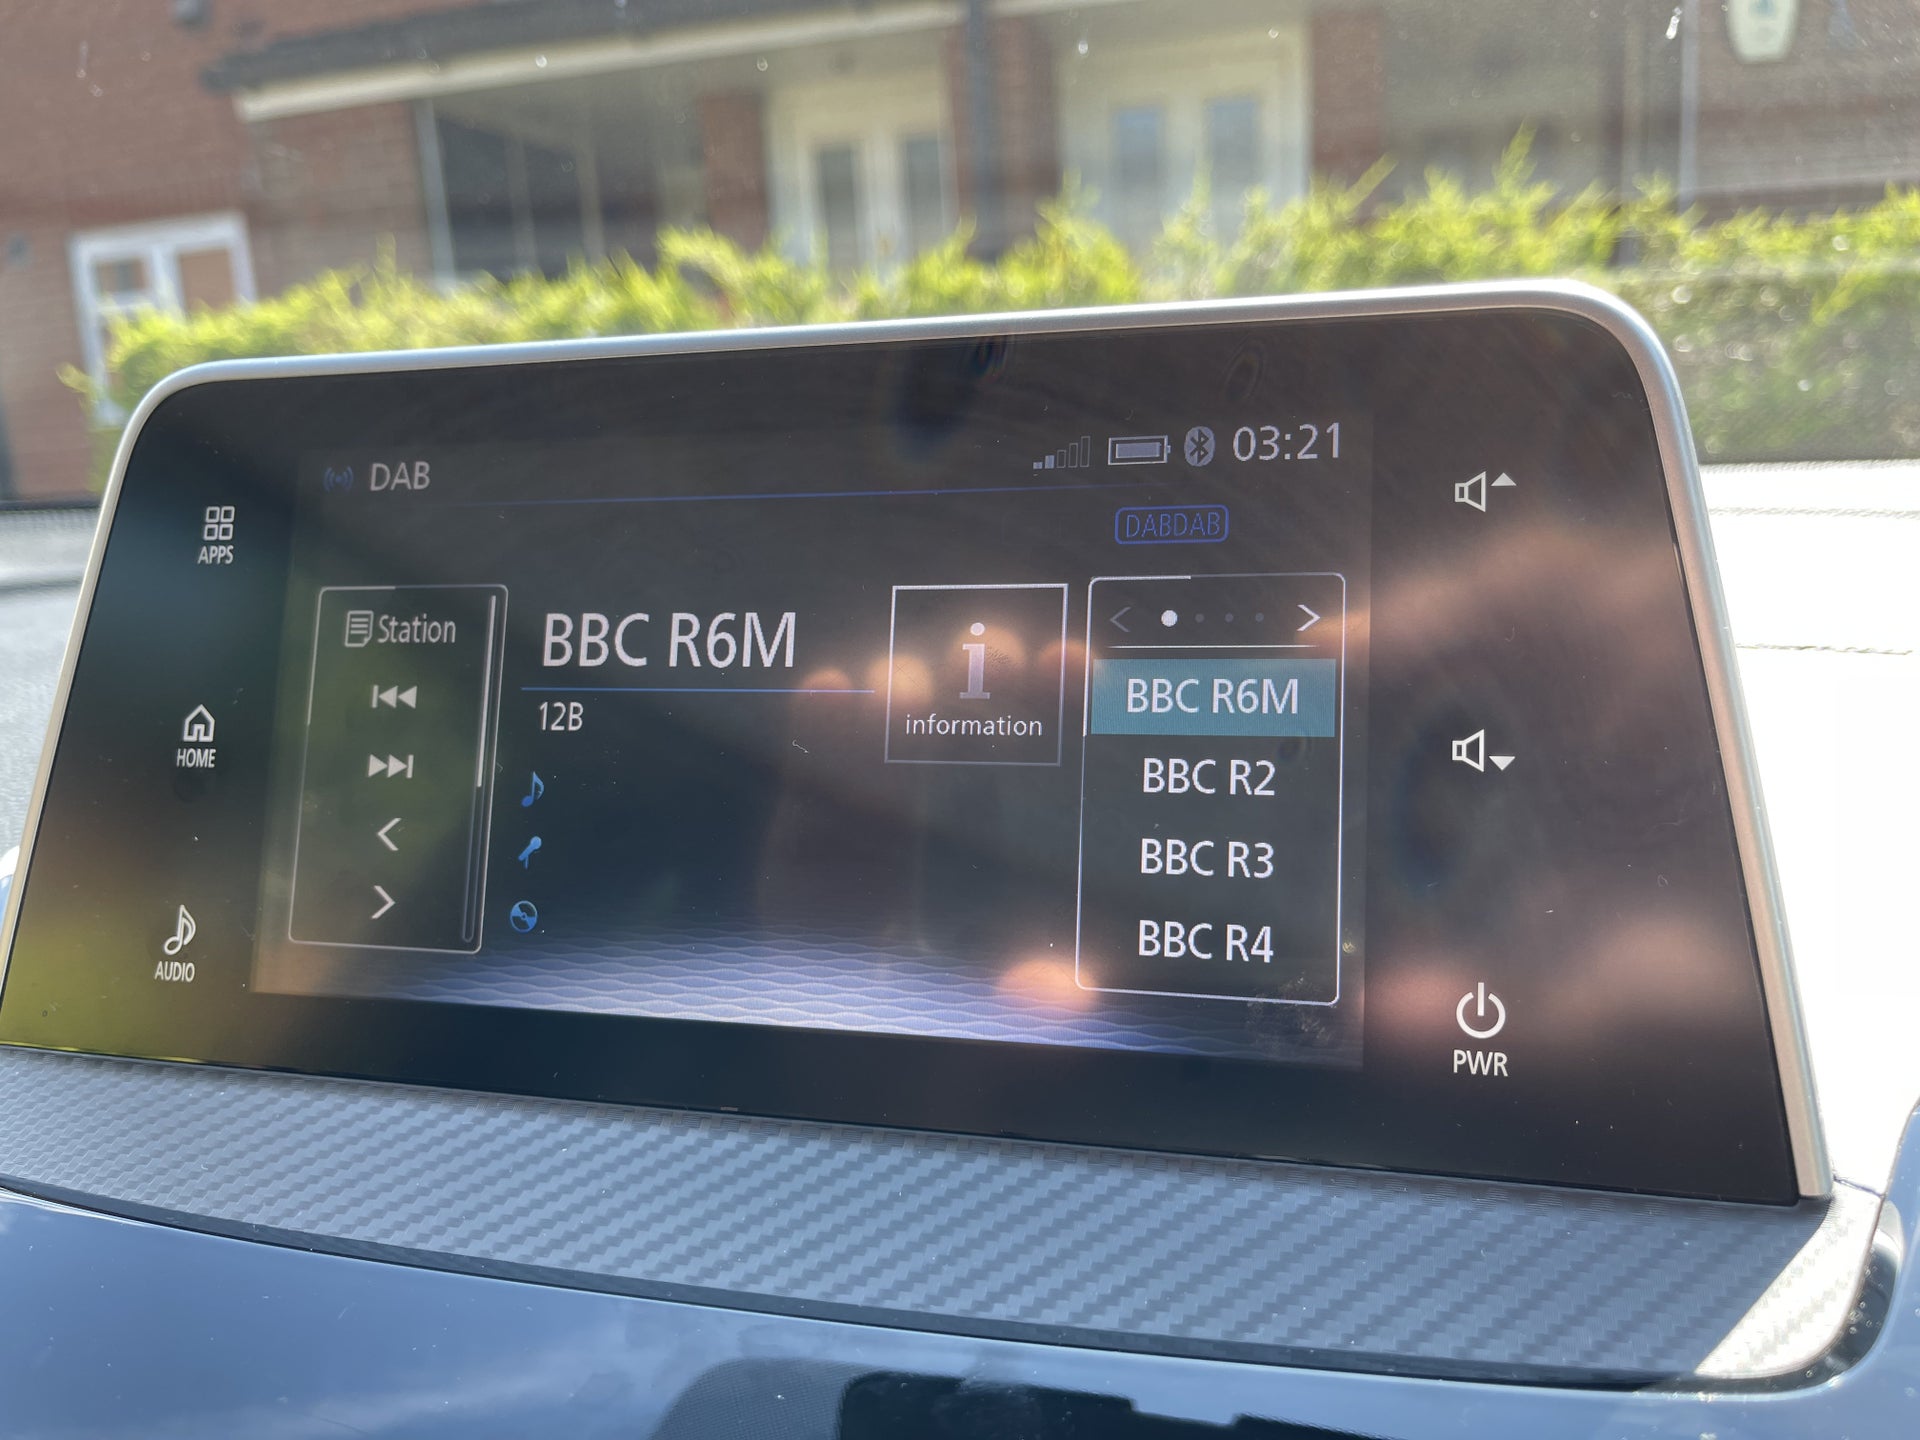 DAB
03:21
DABDAB
APPS
HOME
AUDIO
Station
BBC R6M
12B
information
BBC R6M
BBC R2
BBC R3
BBC R4
PWR